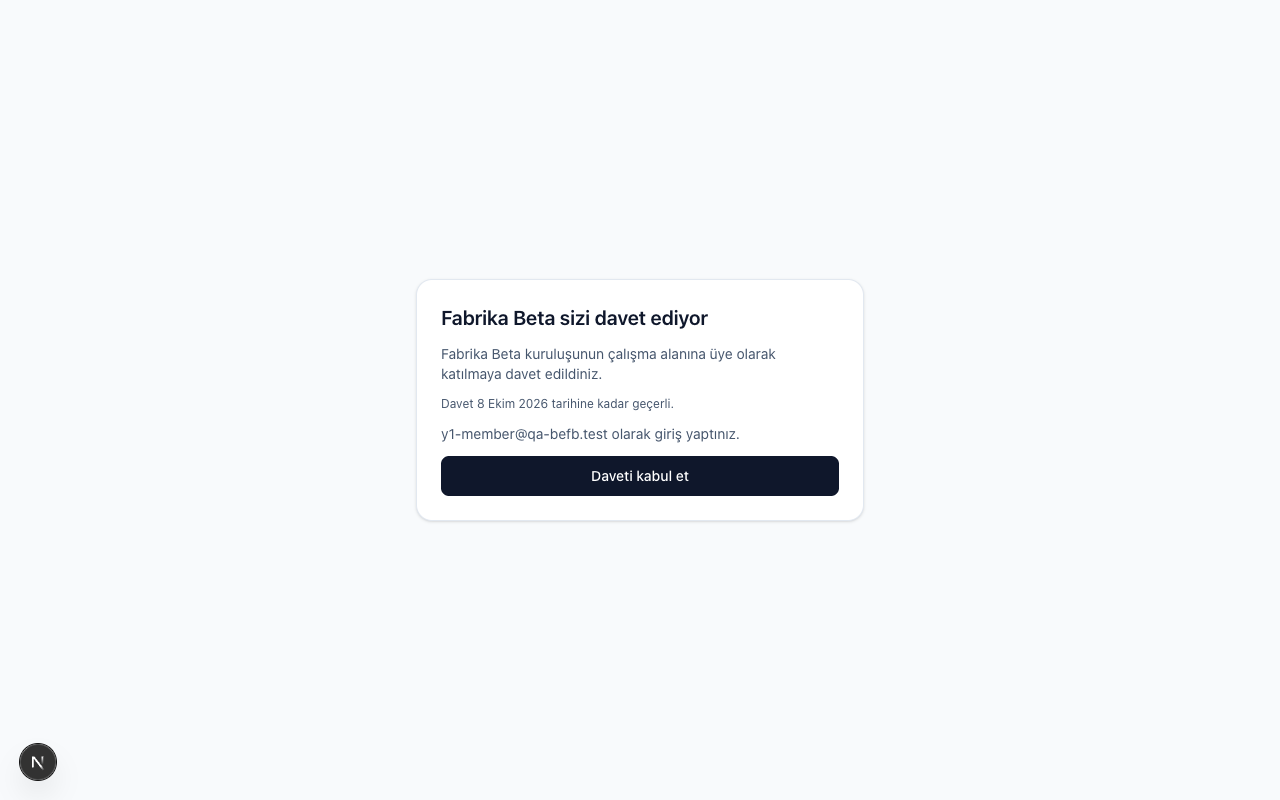 Fabrika Beta sizi davet ediyor
Fabrika Beta kuruluşunun çalışma alanına üye olarak
katılmaya davet edildiniz.
Davet 8 Ekim 2026 tarihine kadar geçerli.
y1-member@qa-befb.test olarak giriş yaptınız.
Daveti kabul et
N